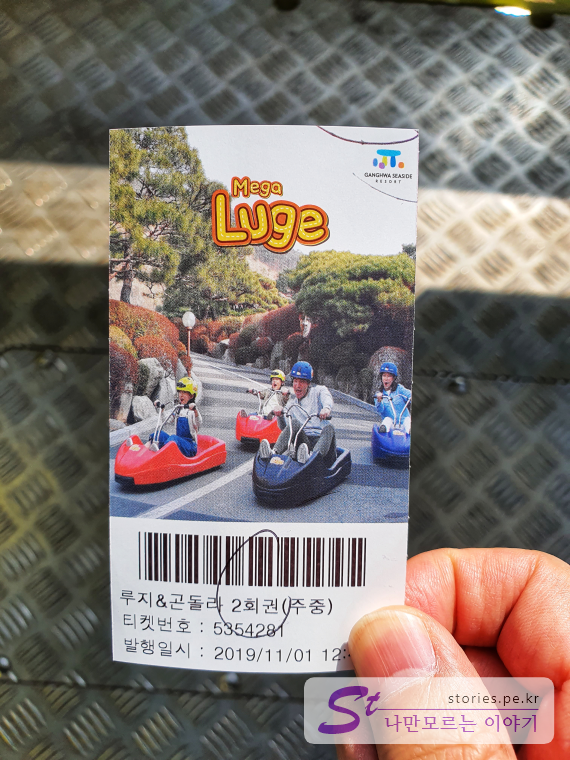 GANGHWA SEASIDE
RESORT
Mega
Luge
루지&곤돌라 2회권(주중)
티켓번호 : 5354281
발행일시 : 2019/11/01 12:
St
stories.pe.kr
나만모르는 이야기